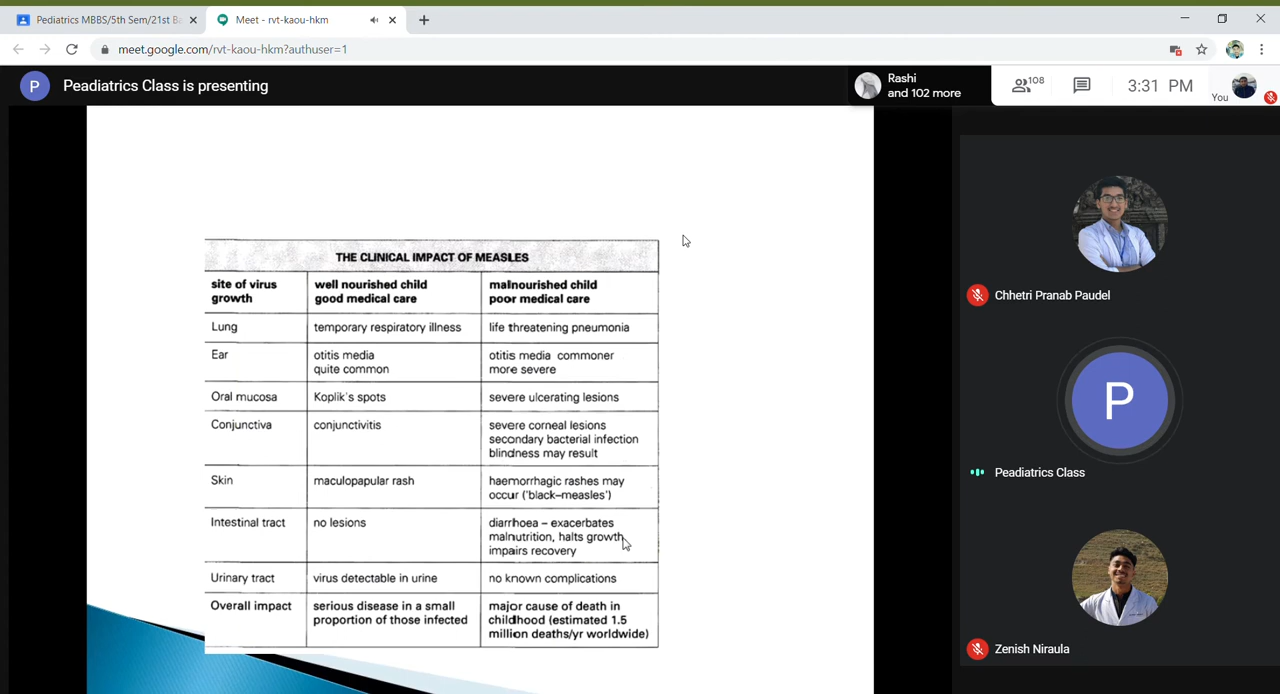 Pediatrics MBBS/5th Sem/21st Ba
Meet - rvt-kaou-hkm
meet.google.com/rvt-kaou-hkm?authuser=1
P
Peadiatrics Class is presenting
Rashi
and 102 more
108
3:31 PM
You
THE CLINICAL IMPACT OF MEASLES
site of virus growth | well nourished child good medical care | malnourished child poor medical care
Lung | temporary respiratory illness | life threatening pneumonia
Ear | otitis media quite common | otitis media commoner more severe
Oral mucosa | Koplik's spots | severe ulcerating lesions
Conjunctiva | conjunctivitis | severe corneal lesions secondary bacterial infection blindness may result
Skin | maculopapular rash | haemorrhagic rashes may occur ('black-measles')
Intestinal tract | no lesions | diarrhoea – exacerbates malnutrition, halts growth impairs recovery
Urinary tract | virus detectable in urine | no known complications
Overall impact | serious disease in a small proportion of those infected | major cause of death in childhood (estimated 1.5 million deaths/yr worldwide)
Chhetri Pranab Paudel
P
Peadiatrics Class
Zenish Niraula